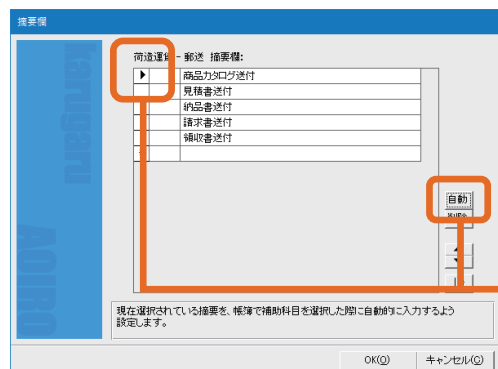 摘要欄
荷造運賃 - 郵送 摘要欄:
商品カタログ送付
見積書送付
納品書送付
請求書送付
領収書送付
自動
karugaru
AOIRO
現在選択されている摘要を、帳簿で補助科目を選択した際に自動的に入力するよう
設定します。
OK(O)
キャンセル(C)